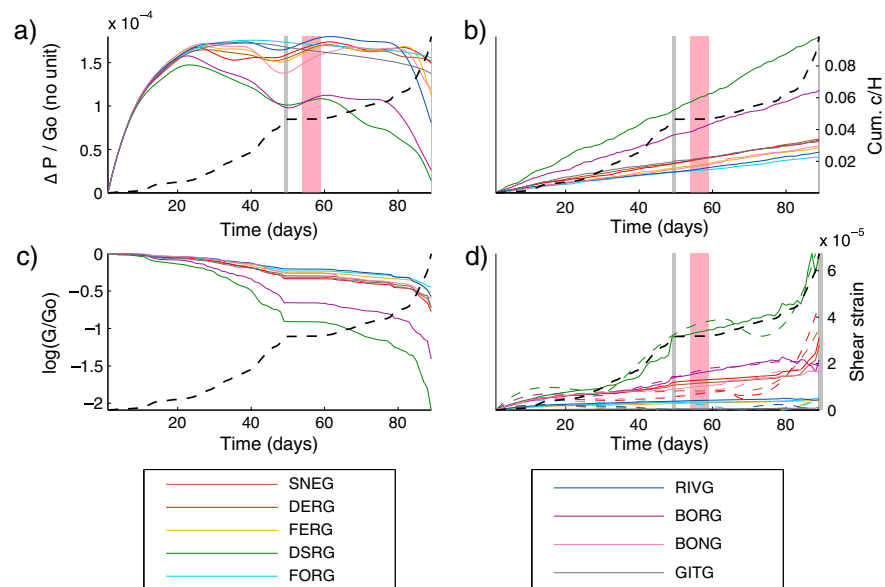 a)
x 10⁻⁴
Δ P / Go (no unit)
1.5
1
0.5
0
20 40 60 80
Time (days)
b)
Cum. c/H
0.08
0.06
0.04
0.02
20 40 60 80
Time (days)
c)
log(G/Go)
0
−0.5
−1
−1.5
−2
20 40 60 80
Time (days)
d)
x 10⁻⁵
Shear strain
6
4
2
0
20 40 60 80
Time (days)
SNEG
DERG
FERG
DSRG
FORG
RIVG
BORG
BONG
GITG